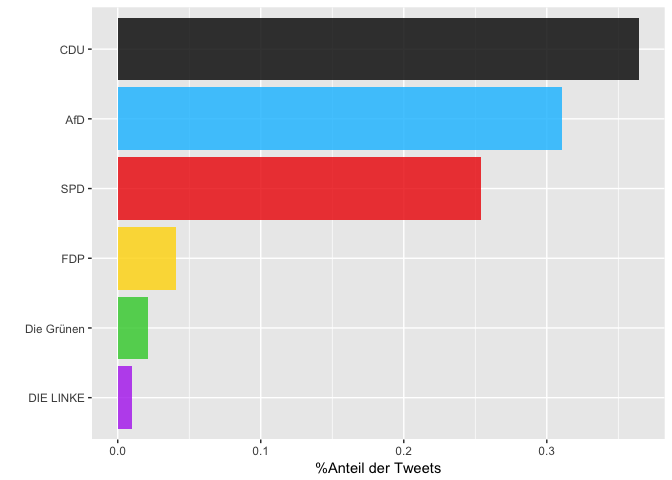 CDU
AfD
SPD
FDP
Die Grünen
DIE LINKE
0.0 0.1 0.2 0.3
%Anteil der Tweets